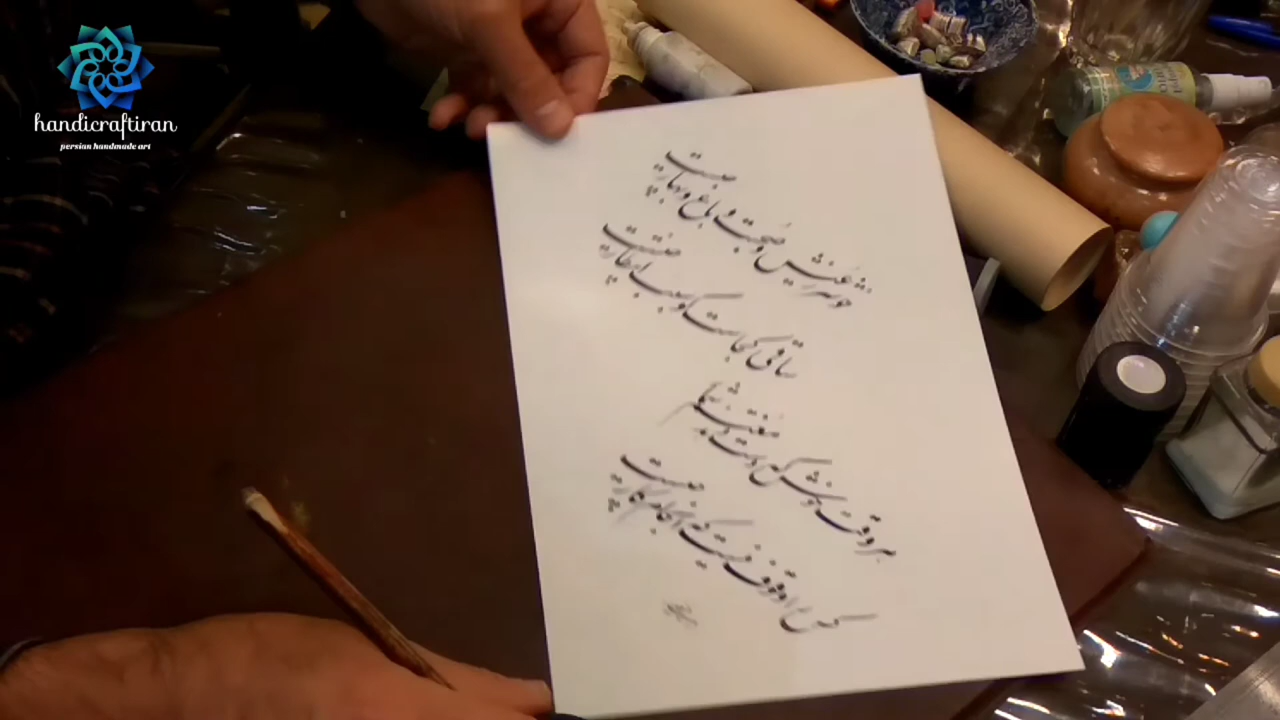 handicraftiran
persian handmade art
خوشتر ز عیش و صحبت و باغ و بهار چیست
ساقی کجاست گو سبب انتظار چیست
هر وقت خوش که دست دهد مغتنم شمار
کس را وقوف نیست که انجام کار چیست